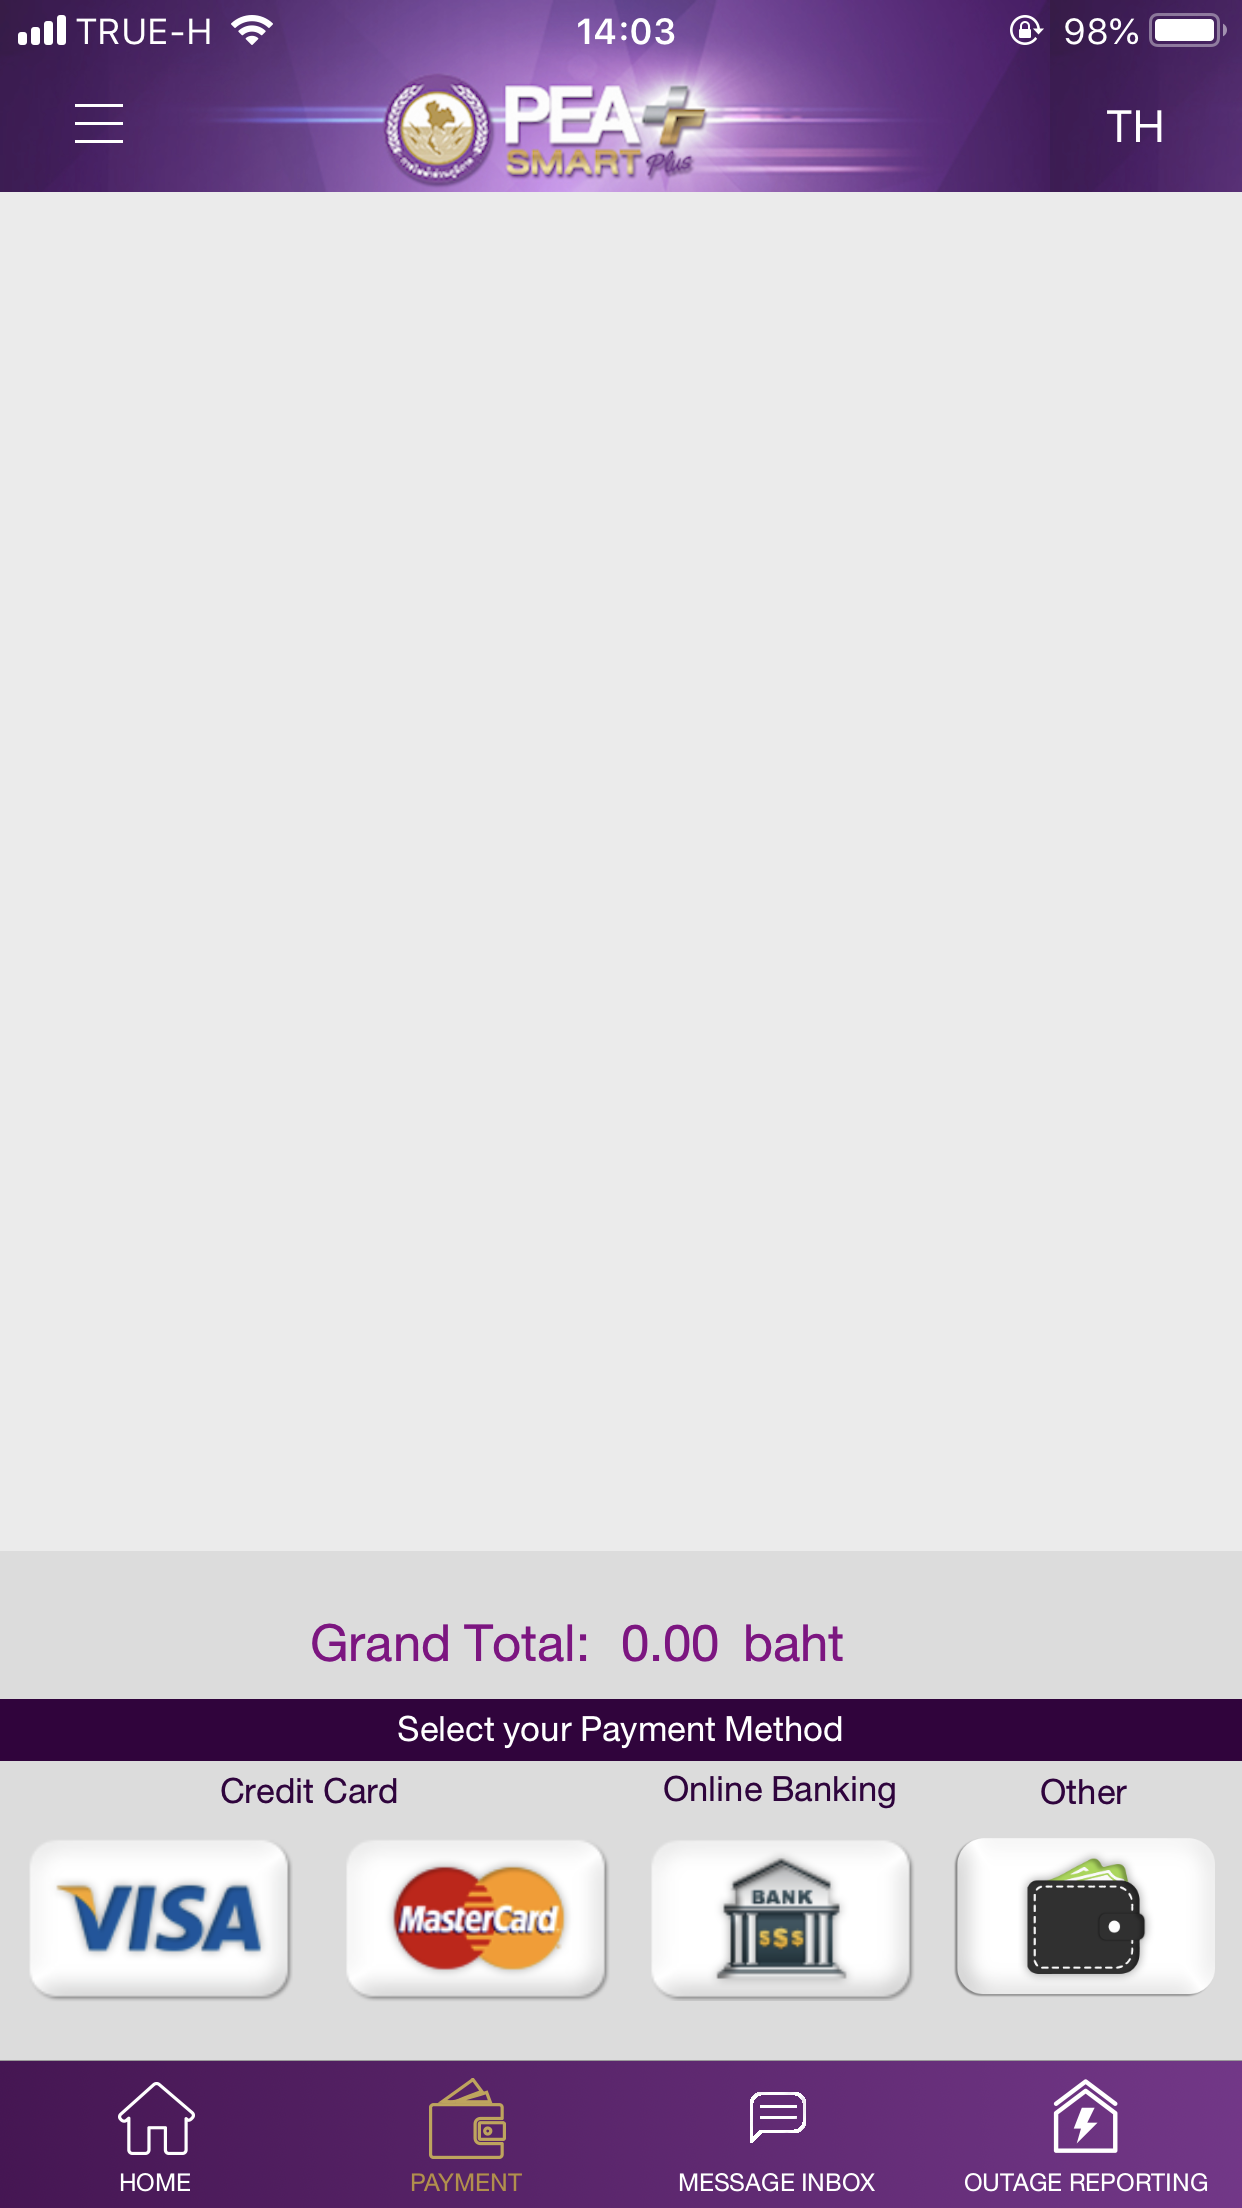 TRUE-H 14:03 98%
PEA
SMART Plus
TH
Grand Total: 0.00 baht
Select your Payment Method
Credit Card Online Banking Other
VISA MasterCard BANK
$$$
HOME PAYMENT MESSAGE INBOX OUTAGE REPORTING